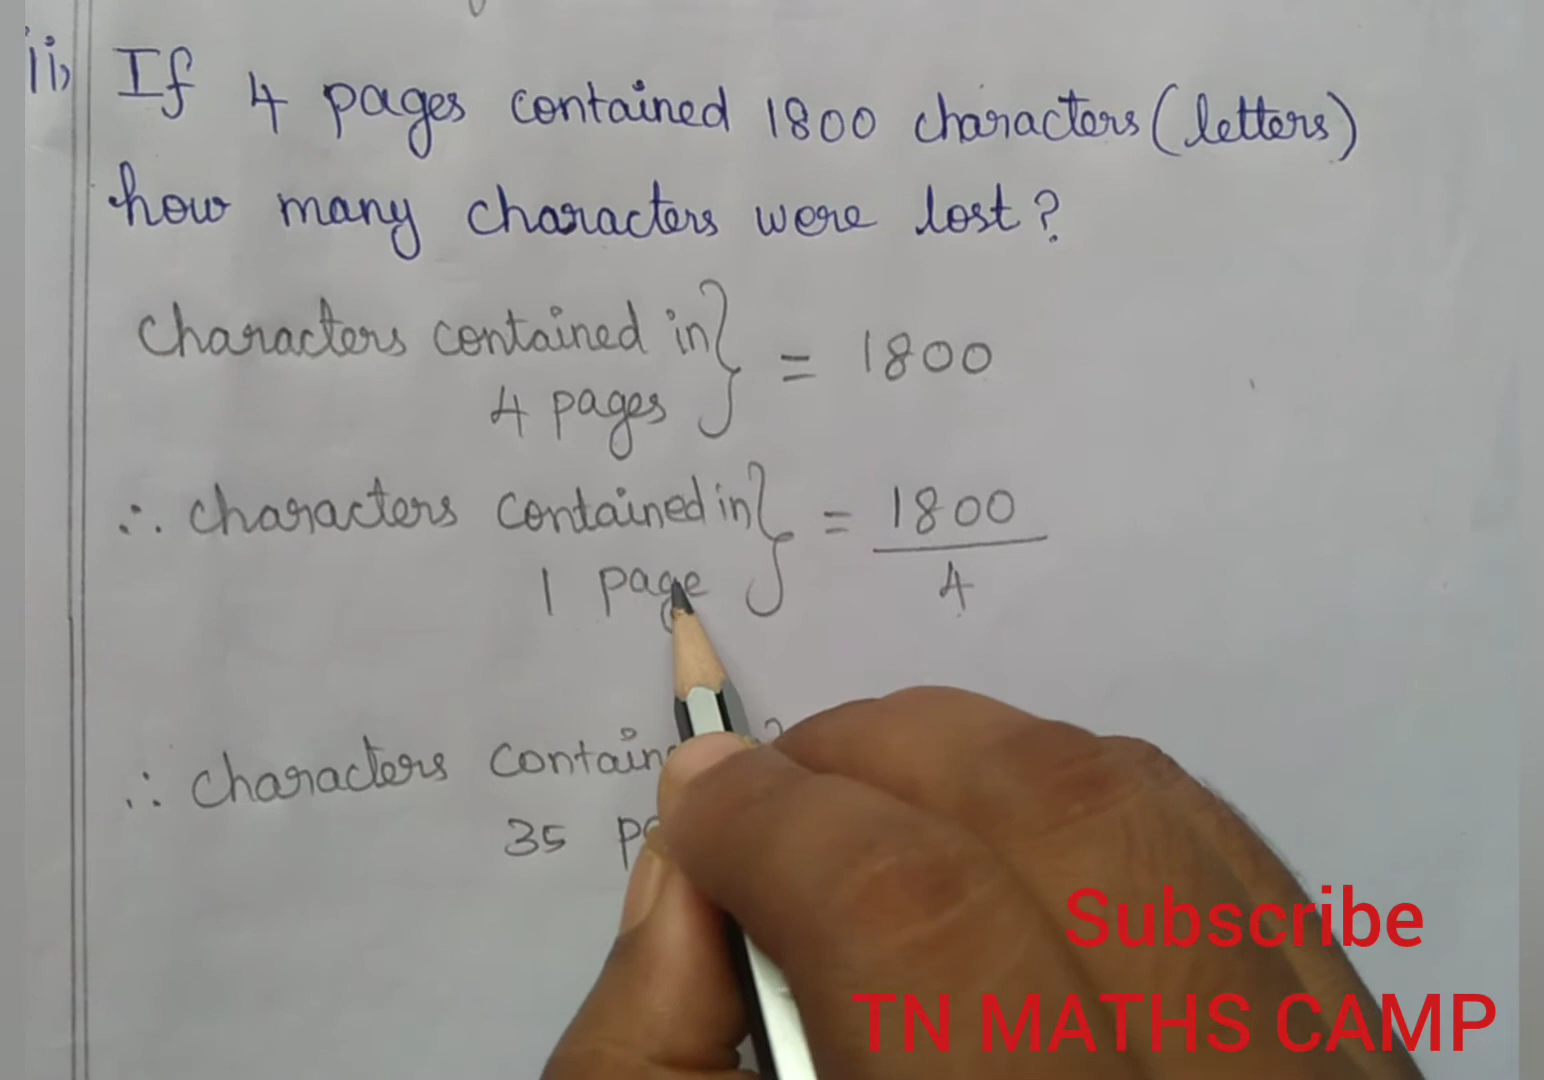 ii, If 4 pages contained 1800 characters (letters)
how many characters were lost?
Characters contained in
4 pages } = 1800
∴ characters contained in
1 page } = 1800
4
∴ characters
35
Subscribe
TN MATHS CAMP